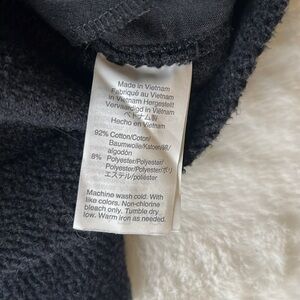 Made in Vietnam
Fabriqué au Vietnam
in Vietnam Hergestellt
Vervaardigd in Vietnam
ベトナム製
Hecho en Vietnam
92% Cotton/Coton/
Baumwolle/Katoen/綿/
algodón
8% Polyester/Polyester/
Polyester/Polyester/ポリ
エステル/poliéster
Machine wash cold. With
like colors. Non-chlorine
bleach only. Tumble dry
low. Warm iron as needed.